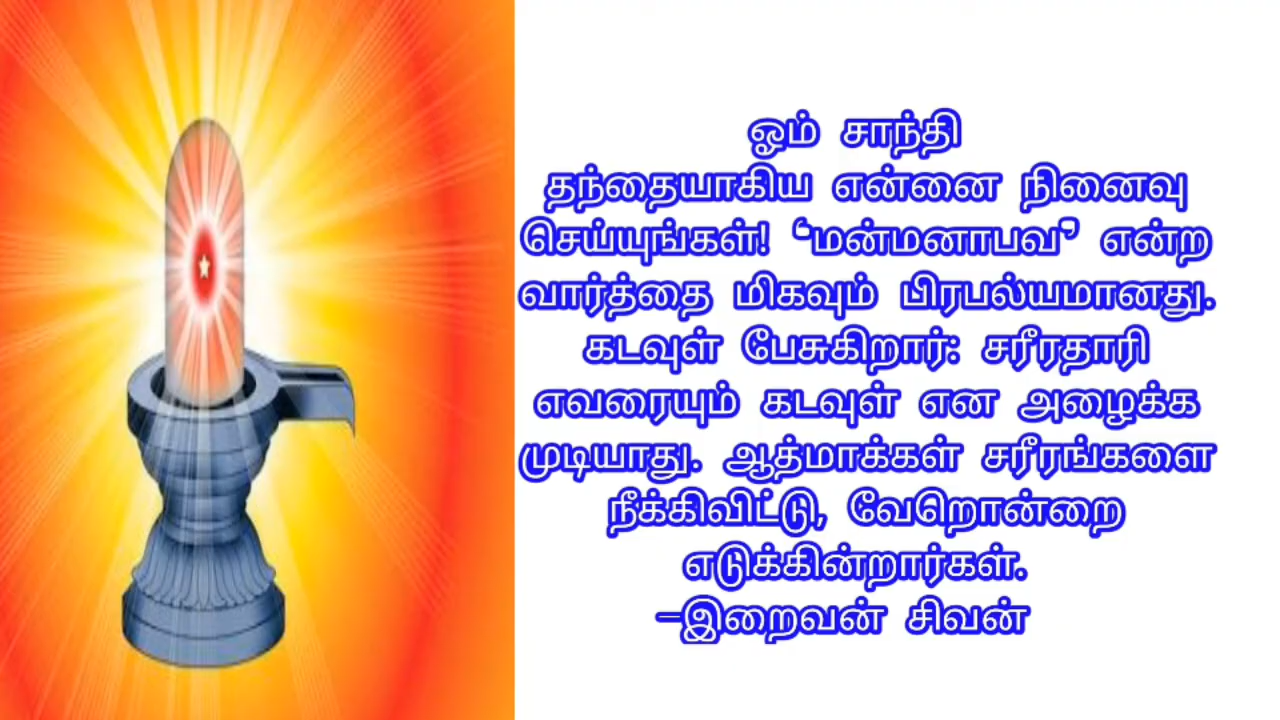 ஓம் சாந்தி
தந்தையாகிய என்னை நினைவு
செய்யுங்கள்! ‘மன்மனாபவ’ என்ற
வார்த்தை மிகவும் பிரபல்யமானது.
கடவுள் பேசுகிறார்: சரீரதாரி
எவரையும் கடவுள் என அழைக்க
முடியாது. ஆத்மாக்கள் சரீரங்களை
நீக்கிவிட்டு, வேறொன்றை
எடுக்கின்றார்கள்.
-இறைவன் சிவன்